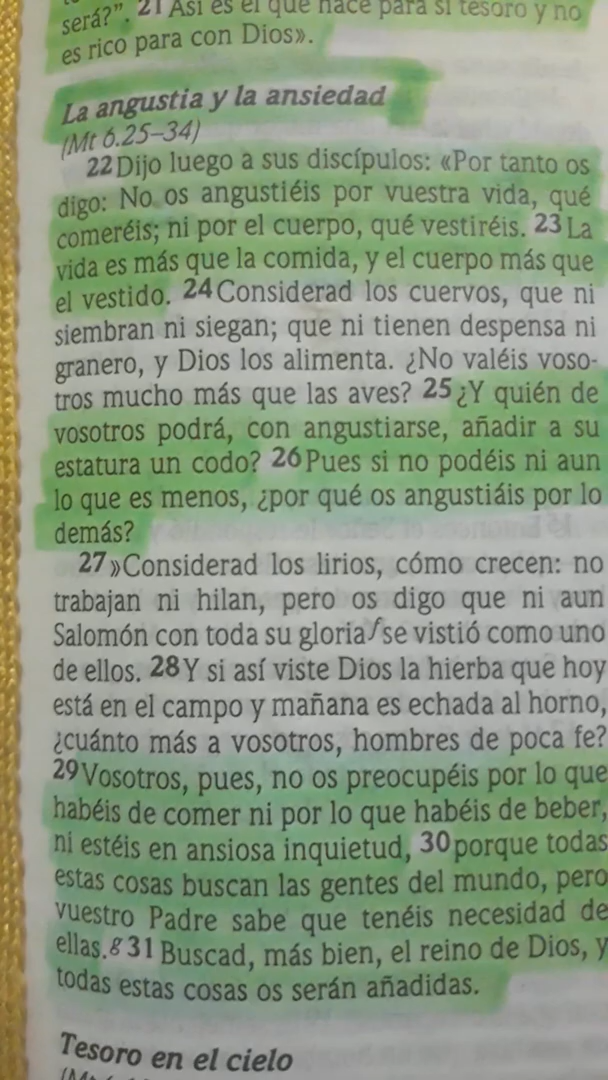 será?”. 21 Así es el que hace para sí tesoro y no
es rico para con Dios».
La angustia y la ansiedad
(Mt 6.25–34)
22 Dijo luego a sus discípulos: «Por tanto os
digo: No os angustiéis por vuestra vida, qué
comeréis; ni por el cuerpo, qué vestiréis. 23 La
vida es más que la comida, y el cuerpo más que
el vestido. 24 Considerad los cuervos, que ni
siembran ni siegan; que ni tienen despensa ni
granero, y Dios los alimenta. ¿No valéis voso-
tros mucho más que las aves? 25 ¿Y quién de
vosotros podrá, con angustiarse, añadir a su
estatura un codo? 26 Pues si no podéis ni aun
lo que es menos, ¿por qué os angustiáis por lo
demás?
27 »Considerad los lirios, cómo crecen: no
trabajan ni hilan, pero os digo que ni aun
Salomón con toda su gloria f se vistió como uno
de ellos. 28 Y si así viste Dios la hierba que hoy
está en el campo y mañana es echada al horno,
¿cuánto más a vosotros, hombres de poca fe?
29 Vosotros, pues, no os preocupéis por lo que
habéis de comer ni por lo que habéis de beber,
ni estéis en ansiosa inquietud, 30 porque todas
estas cosas buscan las gentes del mundo, pero
vuestro Padre sabe que tenéis necesidad de
ellas. g 31 Buscad, más bien, el reino de Dios, y
todas estas cosas os serán añadidas.
Tesoro en el cielo